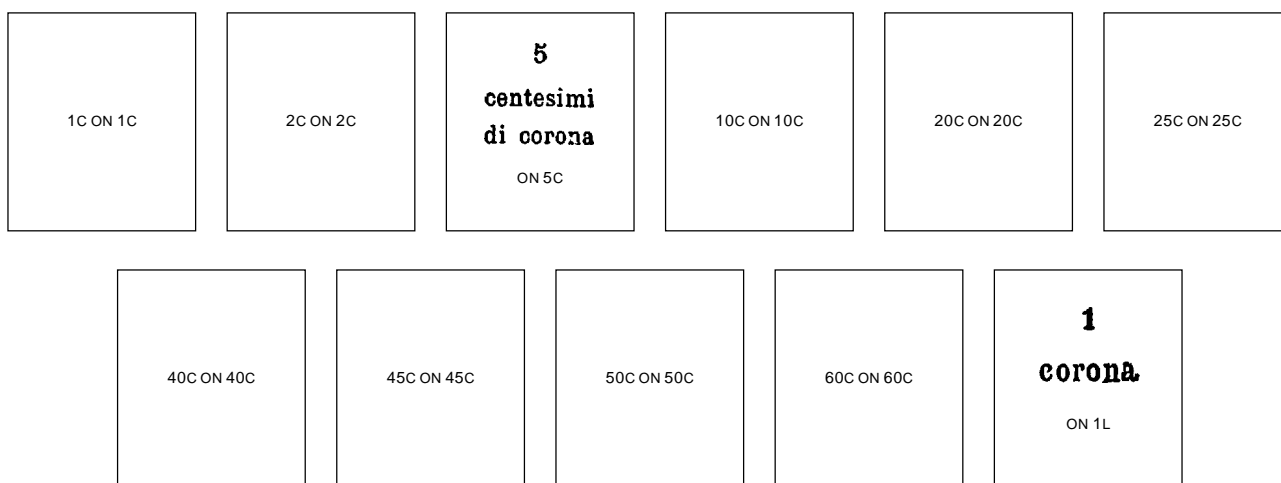 1C ON 1C
2C ON 2C
5
centesimi
di corona
ON 5C
10C ON 10C
20C ON 20C
25C ON 25C
40C ON 40C
45C ON 45C
50C ON 50C
60C ON 60C
1
corona
ON 1L